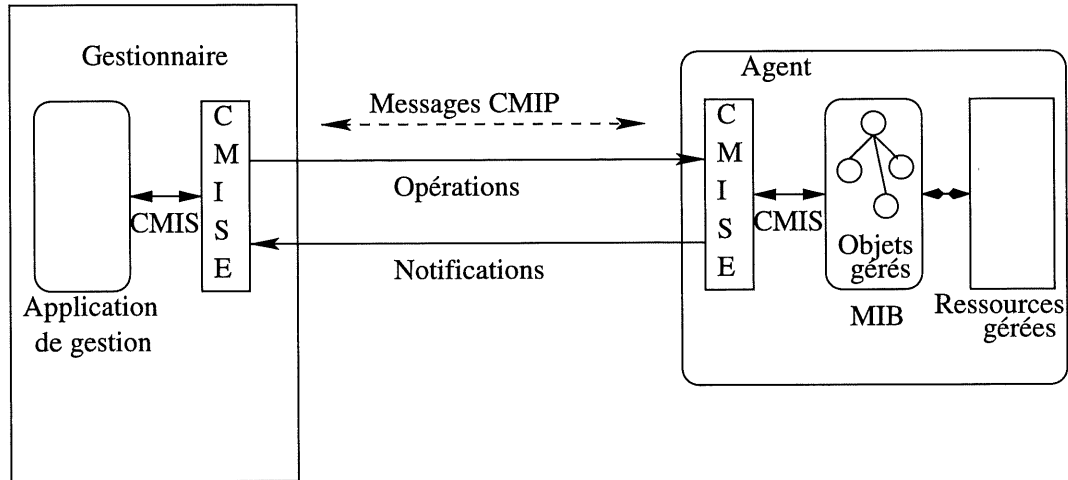 Gestionnaire
Agent
Messages CMIP
C
M
I
S
E
C
M
I
S
E
Opérations
CMIS
CMIS
Notifications
Objets
gérés
Application
de gestion
MIB
Ressources
gérées